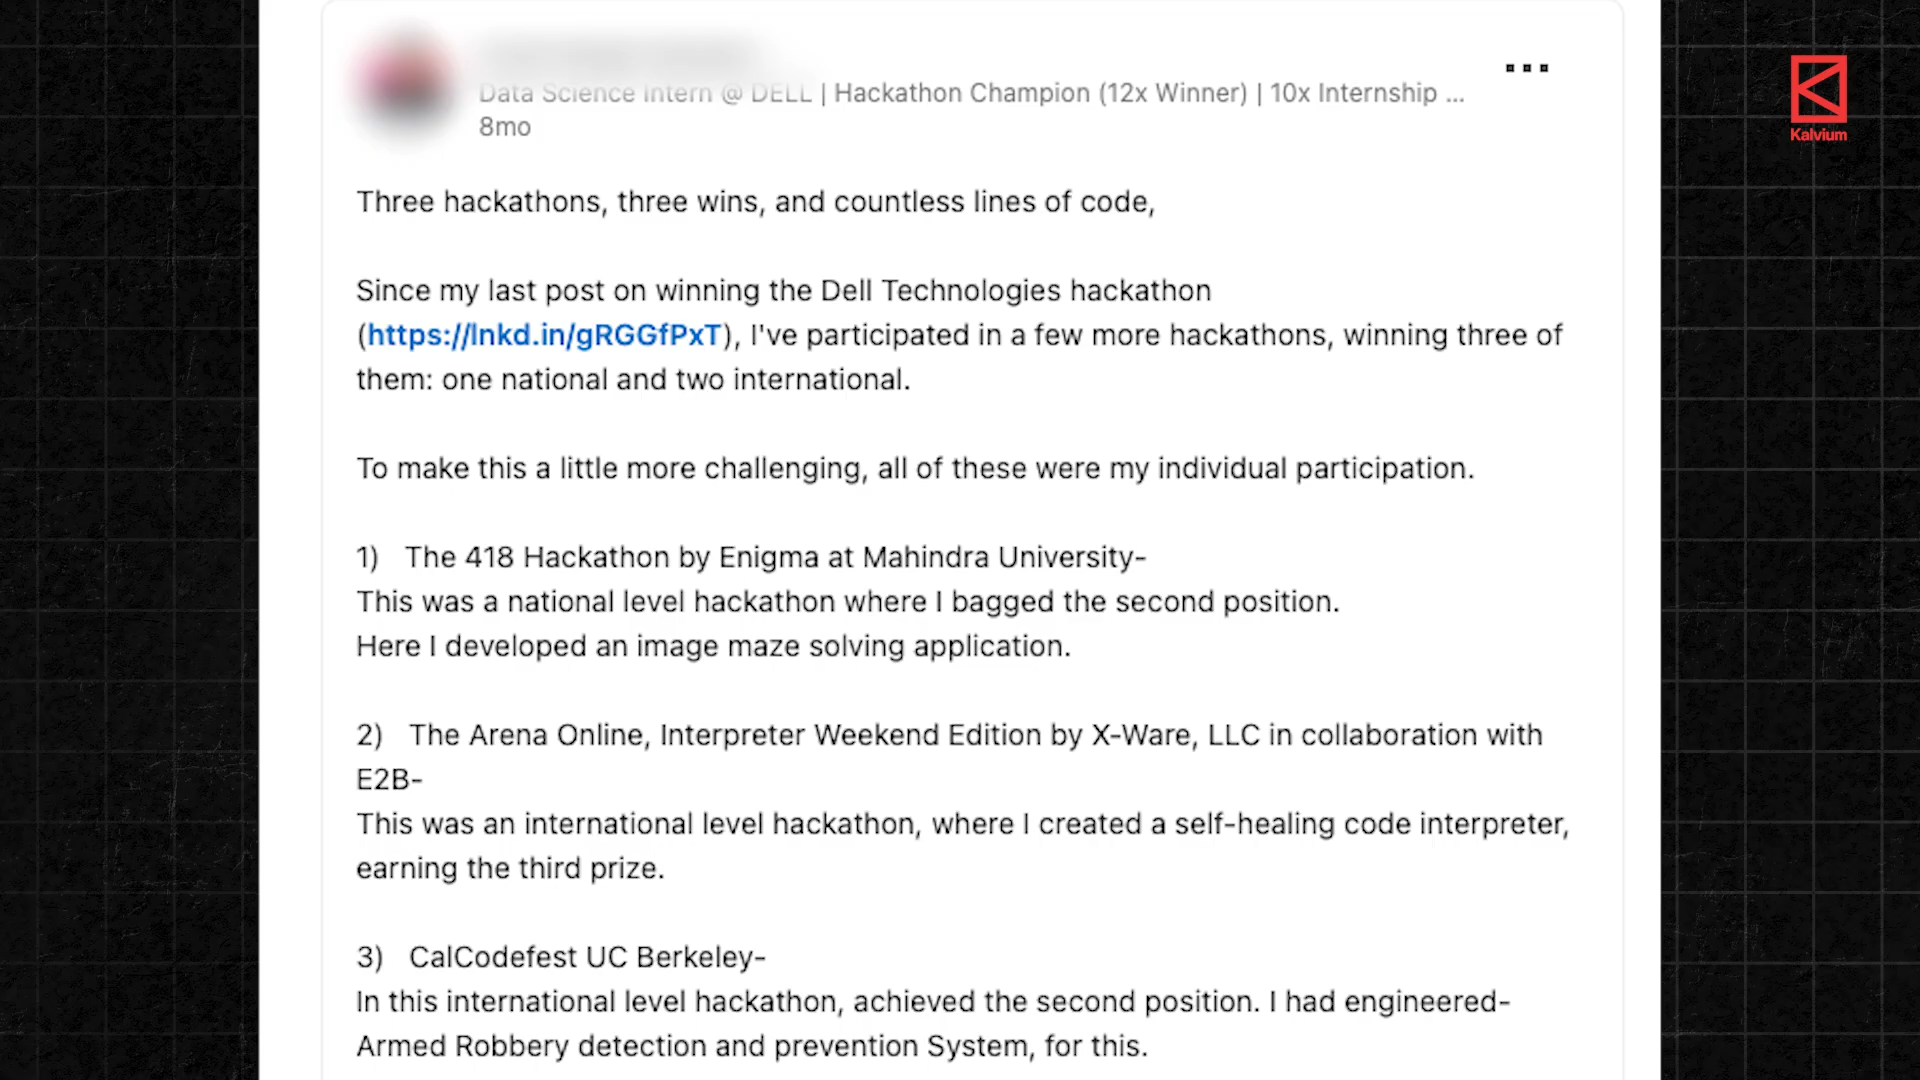 Data Science Intern @ DELL | Hackathon Champion (12x Winner) | 10x Internship ...
8mo
Kalvium
Three hackathons, three wins, and countless lines of code,
Since my last post on winning the Dell Technologies hackathon
(https://lnkd.in/gRGGfPxT), I've participated in a few more hackathons, winning three of
them: one national and two international.
To make this a little more challenging, all of these were my individual participation.
1) The 418 Hackathon by Enigma at Mahindra University-
This was a national level hackathon where I bagged the second position.
Here I developed an image maze solving application.
2) The Arena Online, Interpreter Weekend Edition by X-Ware, LLC in collaboration with
E2B-
This was an international level hackathon, where I created a self-healing code interpreter,
earning the third prize.
3) CalCodefest UC Berkeley-
In this international level hackathon, achieved the second position. I had engineered-
Armed Robbery detection and prevention System, for this.